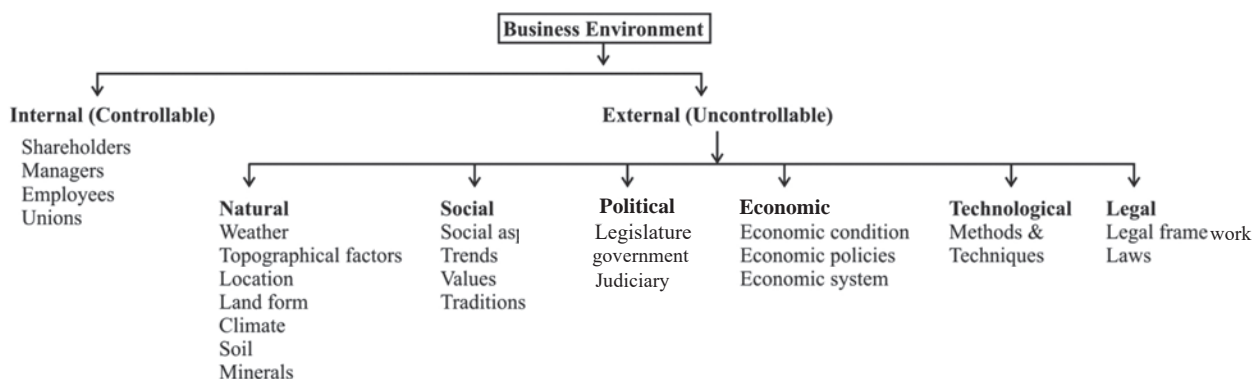 Business Environment
Internal (Controllable)
Shareholders
Managers
Employees
Unions
External (Uncontrollable)
Natural
Weather
Topographical factors
Location
Land form
Climate
Soil
Minerals
Social
Social
Trends
Values
Traditions
Political
Legislature
government
Judiciary
Economic
Economic condition
Economic policies
Economic system
Technological
Methods &
Techniques
Legal
Legal frame work
Laws